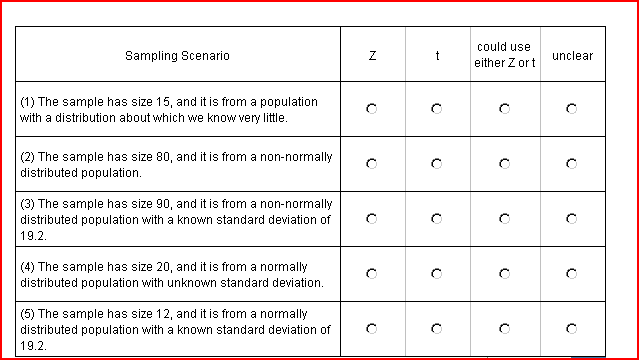 Sampling Scenario
Z
t
could use
either Z or t
unclear
(1) The sample has size 15, and it is from a population
with a distribution about which we know very little.
(2) The sample has size 80, and it is from a non-normally
distributed population.
(3) The sample has size 90, and it is from a non-normally
distributed population with a known standard deviation of
19.2.
(4) The sample has size 20, and it is from a normally
distributed population with unknown standard deviation.
(5) The sample has size 12, and it is from a normally
distributed population with a known standard deviation of
19.2.